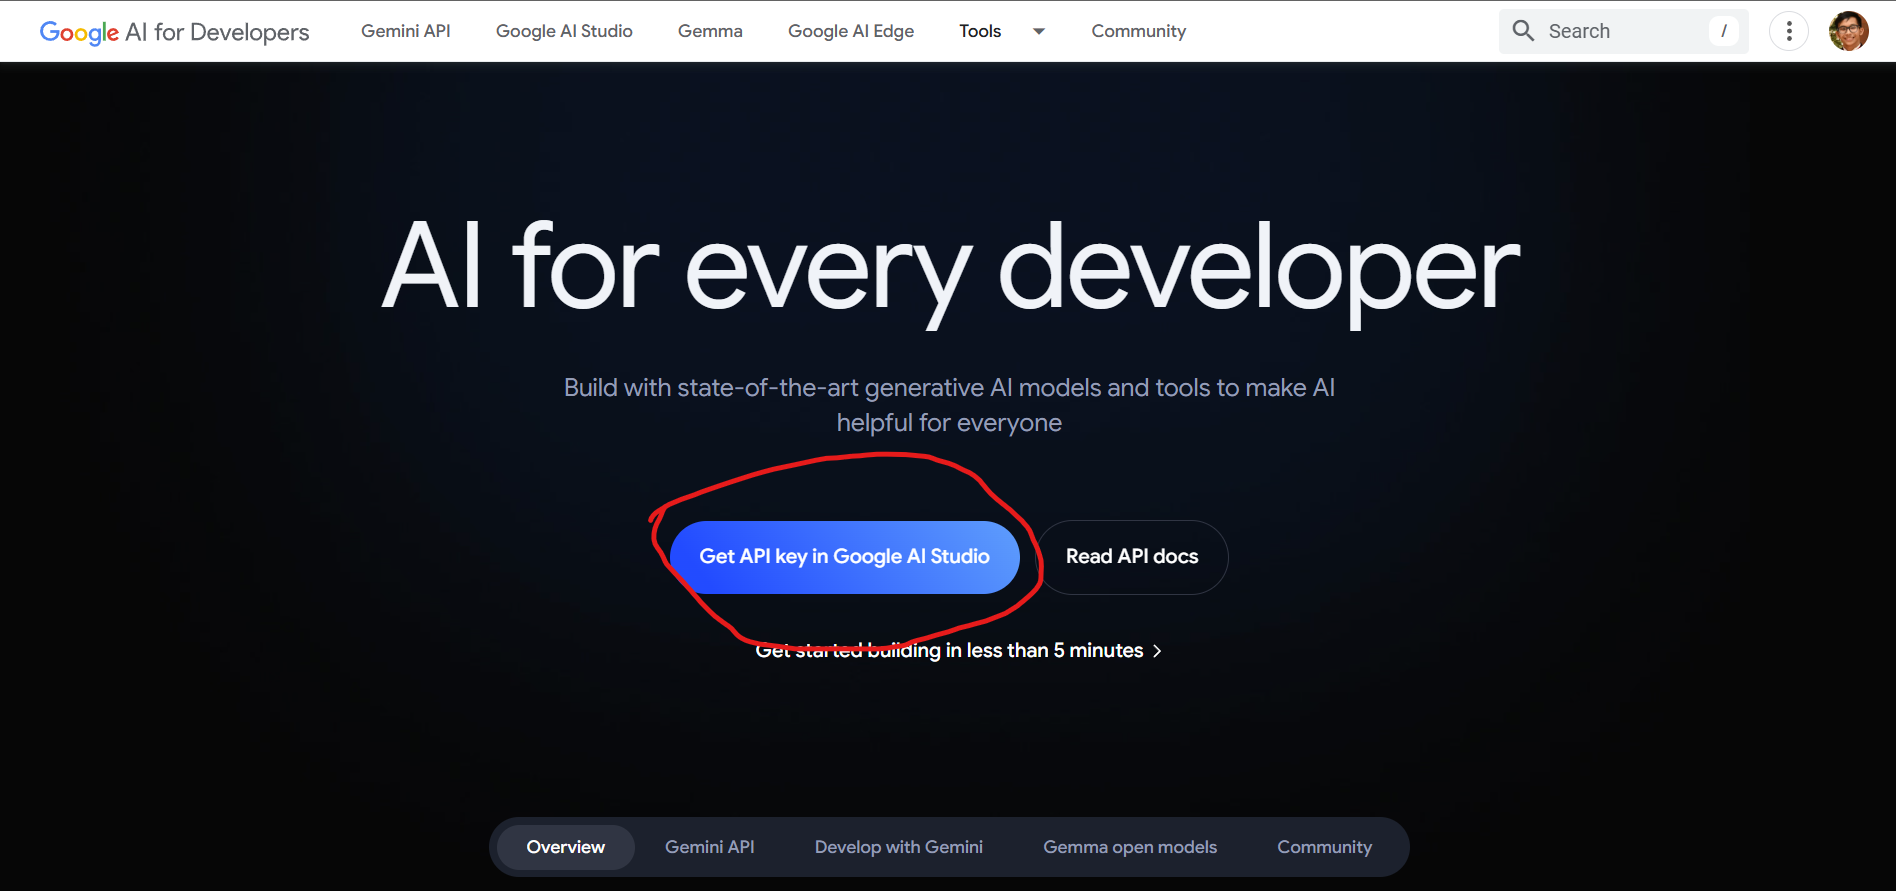 Google AI for Developers
Gemini API
Google AI Studio
Gemma
Google AI Edge
Tools
Community
Search
/
AI for every developer
Build with state-of-the-art generative AI models and tools to make AI
helpful for everyone
Get API key in Google AI Studio
Read API docs
Get started building in less than 5 minutes
Overview
Gemini API
Develop with Gemini
Gemma open models
Community